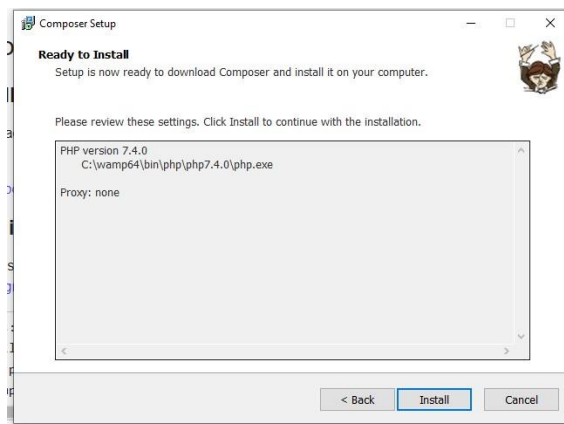 Composer Setup
Ready to Install
Setup is now ready to download Composer and install it on your computer.
Please review these settings. Click Install to continue with the installation.
PHP version 7.4.0
C:\wamp64\bin\php\php7.4.0\php.exe
Proxy: none
< Back
Install
Cancel